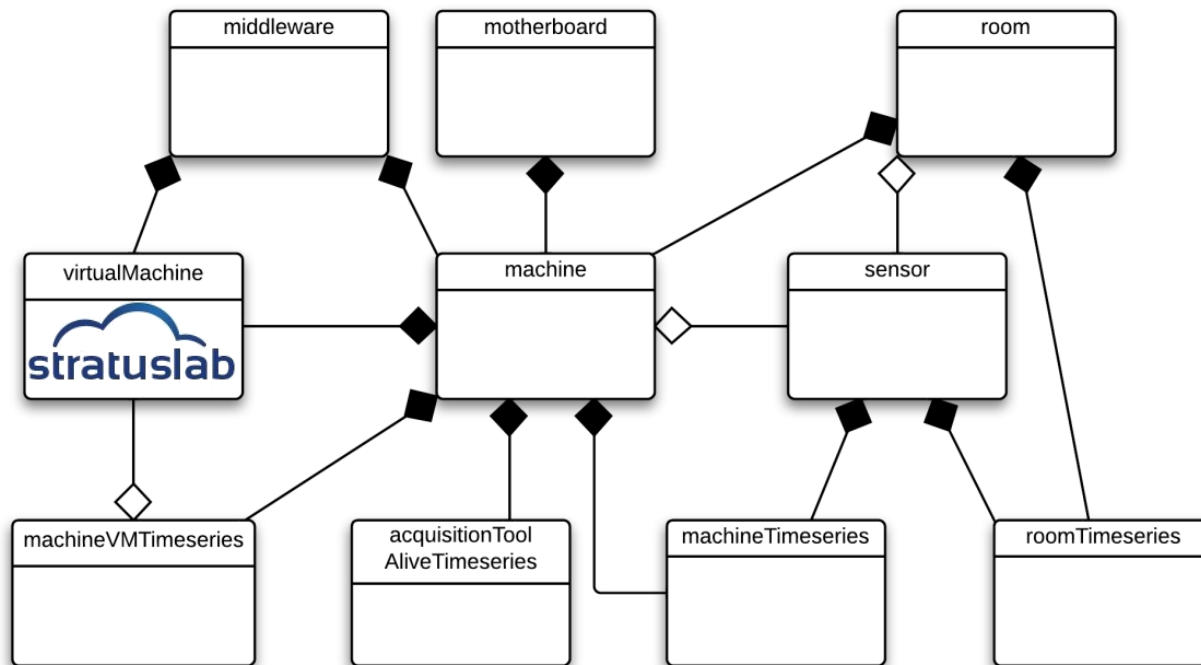 middleware
motherboard
room
virtualMachine
stratuslab
machine
sensor
machineVMTimeseries
acquisitionTool
AliveTimeseries
machineTimeseries
roomTimeseries